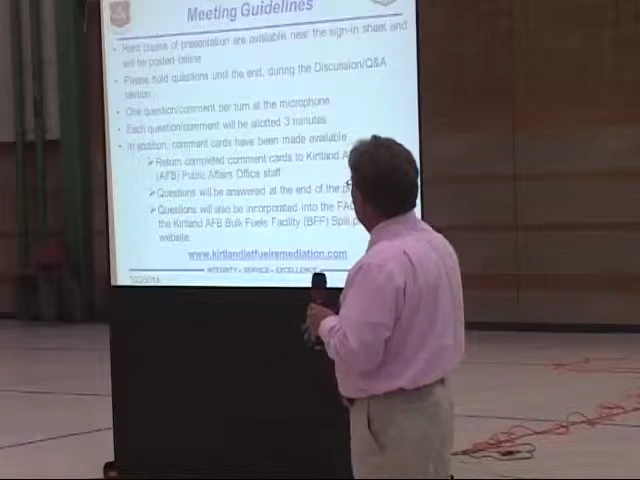 Meeting Guidelines
• Hard copies of presentation are available near the sign-in sheet and
will be posted online
• Please hold questions until the end, during the Discussion/Q&A
section
• One question/comment per turn at the microphone
• Each question/comment will be allotted 3 minutes
• In addition, comment cards have been made available
➢ Return completed comment cards to Kirtland
(AFB) Public Affairs Office staff
➢ Questions will be answered at the end of the
➢ Questions will also be incorporated into the
the Kirtland AFB Bulk Fuels Facility (BFF) Spill
website:
www.kirtlandjetfuelremediation.com
INTEGRITY - SERVICE - EXCELLENCE